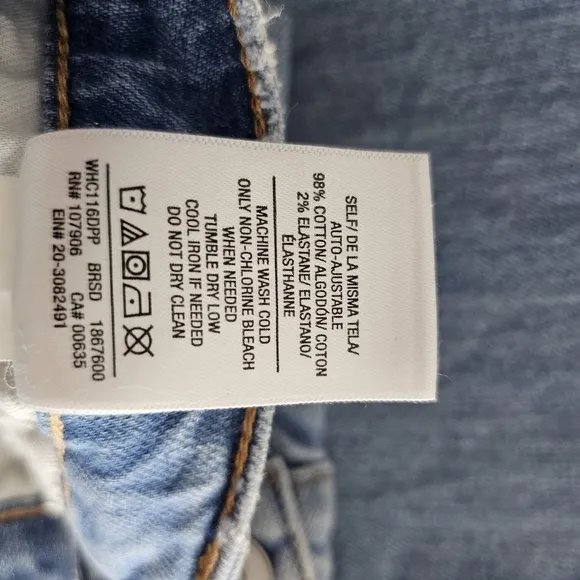 SELF/ DE LA MISMA TELA/
AUTO-AJUSTABLE
98% COTTON/ ALGODÓN/ COTON
2% ELASTANE/ ELASTANO/
ÉLASTHANNE
MACHINE WASH COLD
ONLY NON-CHLORINE BLEACH
WHEN NEEDED
TUMBLE DRY LOW
COOL IRON IF NEEDED
DO NOT DRY CLEAN
WHC116DPP BRSD 1867600
RN# 107906 CA# 00635
EIN# 20-3082491